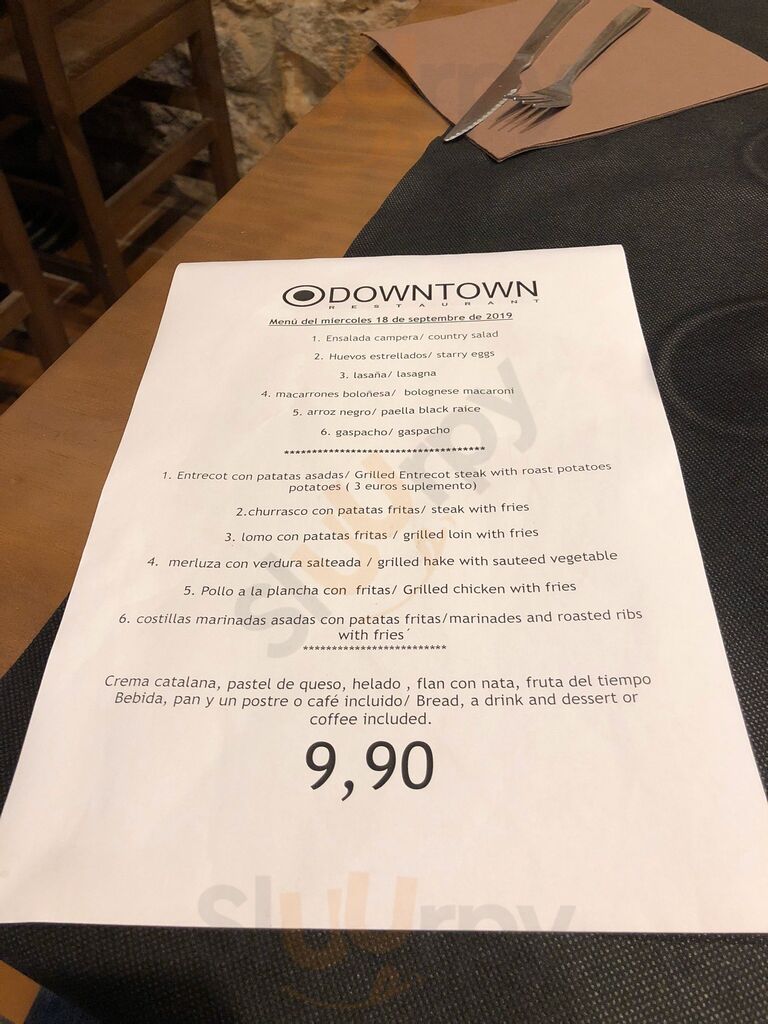 DOWNTOWN
RESTAURANT
Menú del miercoles 18 de septembre de 2019
1. Ensalada campera/ country salad
2. Huevos estrellados/ starry eggs
3. lasaña/ lasagna
4. macarrones boloñesa/ bolognese macaroni
5. arroz negro/ paella black raice
6. gaspacho/ gaspacho
***********************************
1. Entrecot con patatas asadas/ Grilled Entrecot steak with roast potatoes
potatoes ( 3 euros suplemento)
2.churrasco con patatas fritas/ steak with fries
3. lomo con patatas fritas / grilled loin with fries
4. merluza con verdura salteada / grilled hake with sauteed vegetable
5. Pollo a la plancha con fritas/ Grilled chicken with fries
6. costillas marinadas asadas con patatas fritas/marinades and roasted ribs
with fries´
*************************
Crema catalana, pastel de queso, helado , flan con nata, fruta del tiempo
Bebida, pan y un postre o café incluido/ Bread, a drink and dessert or
coffee included.
9,90
sluurpy
sluurpy